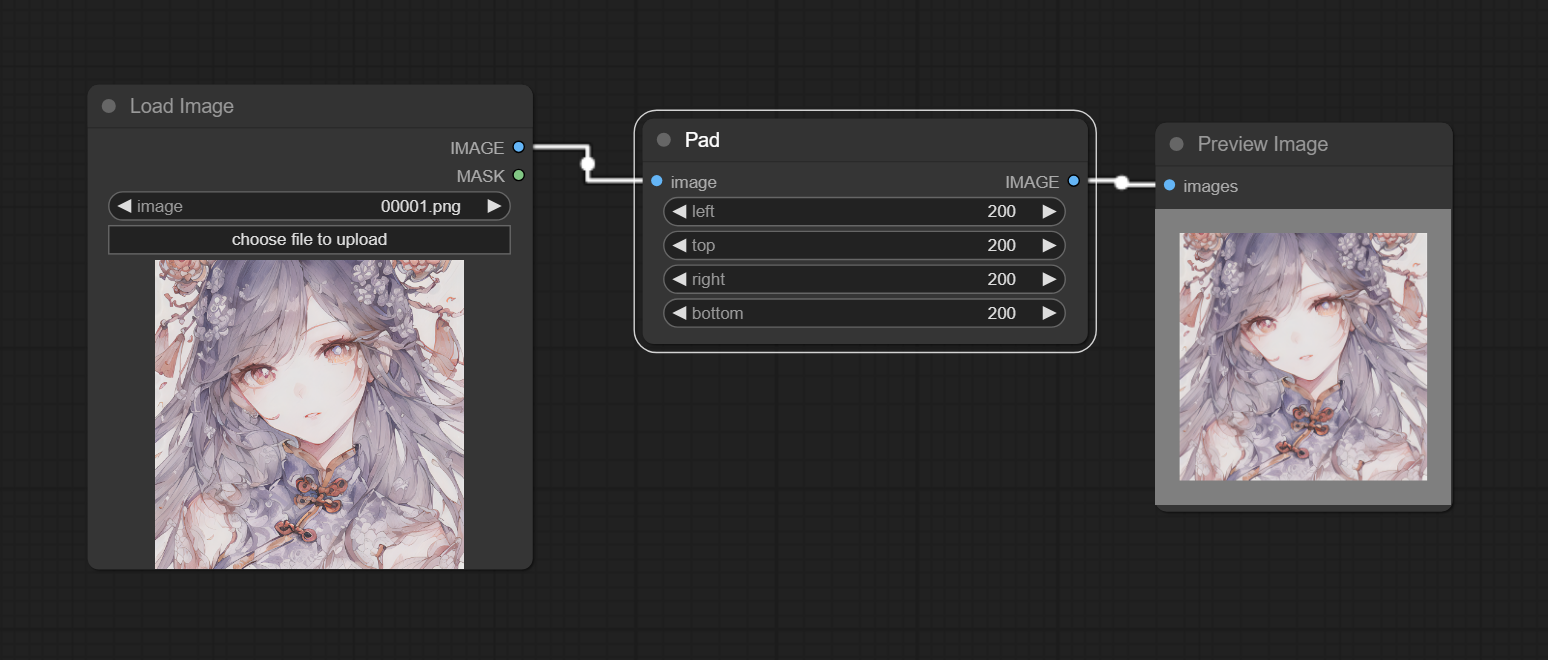 Load Image
IMAGE
MASK
image 00001.png
choose file to upload
Pad
image IMAGE
left 200
top 200
right 200
bottom 200
Preview Image
images